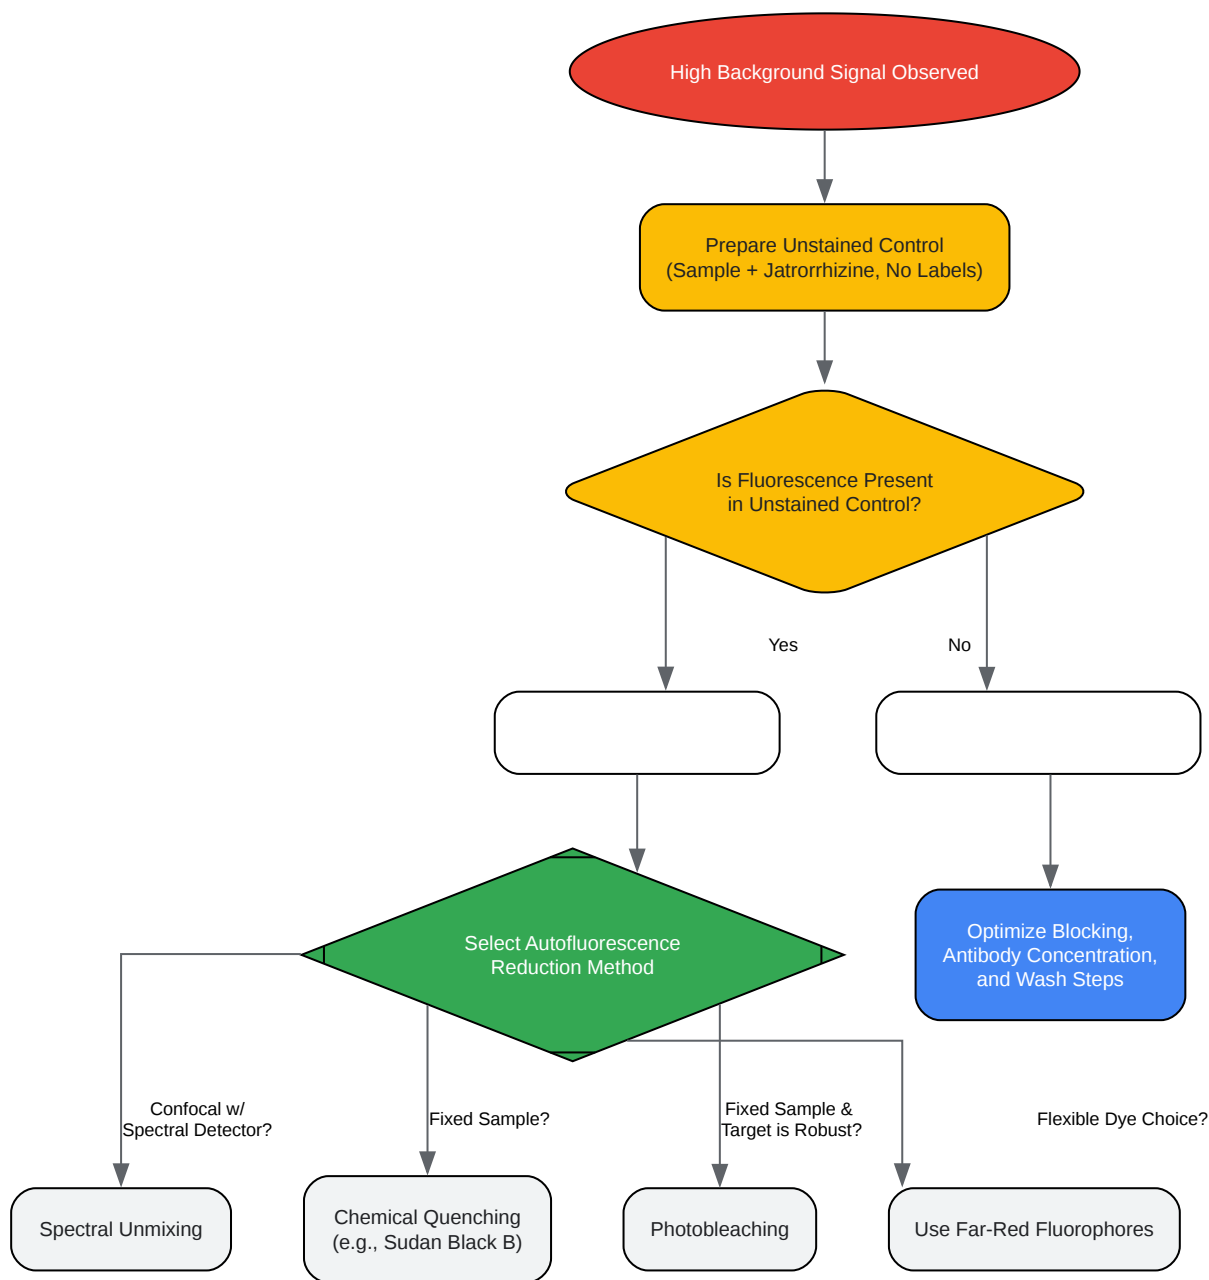 High Background Signal Observed
Prepare Unstained Control
(Sample + Jatrorrhizine, No Labels)
Is Fluorescence Present
in Unstained Control?
Yes
No
Optimize Blocking,
Antibody Concentration,
and Wash Steps
Select Autofluorescence
Reduction Method
Confocal w/
Spectral Detector?
Fixed Sample?
Fixed Sample &
Target is Robust?
Flexible Dye Choice?
Spectral Unmixing
Chemical Quenching
(e.g., Sudan Black B)
Photobleaching
Use Far-Red Fluorophores